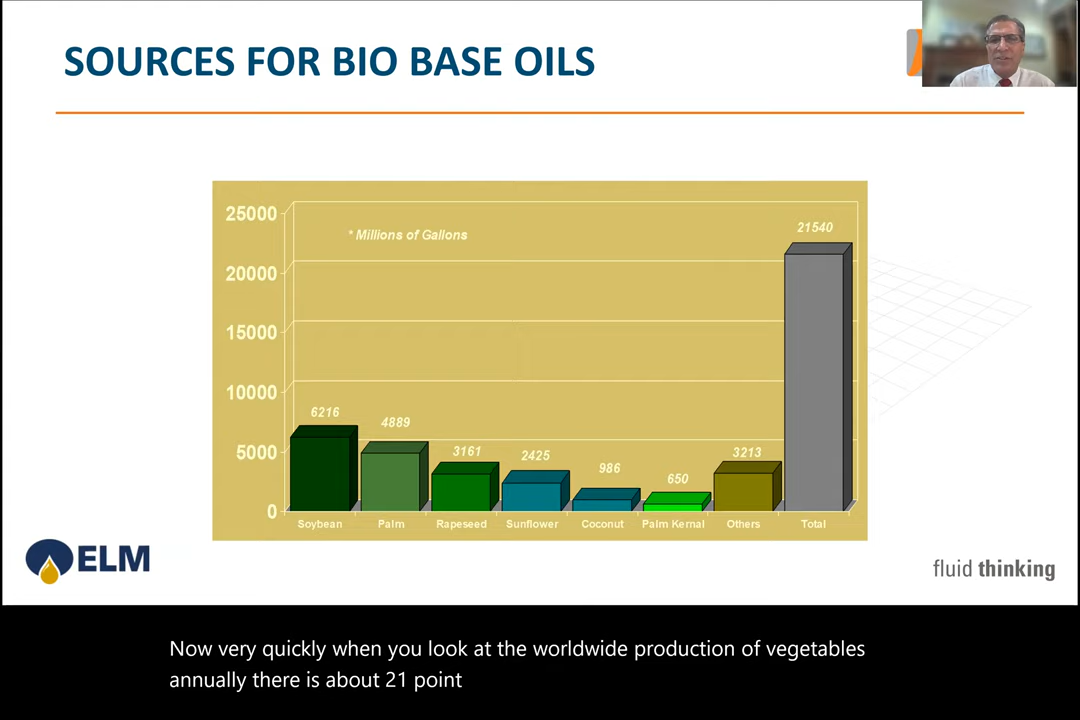 SOURCES FOR BIO BASE OILS
25000
20000
15000
10000
5000
0
* Millions of Gallons
6216
4889
3161
2425
986
650
3213
21540
Soybean Palm Rapeseed Sunflower Coconut Palm Kernal Others Total
ELM
fluid thinking
Now very quickly when you look at the worldwide production of vegetables
annually there is about 21 point